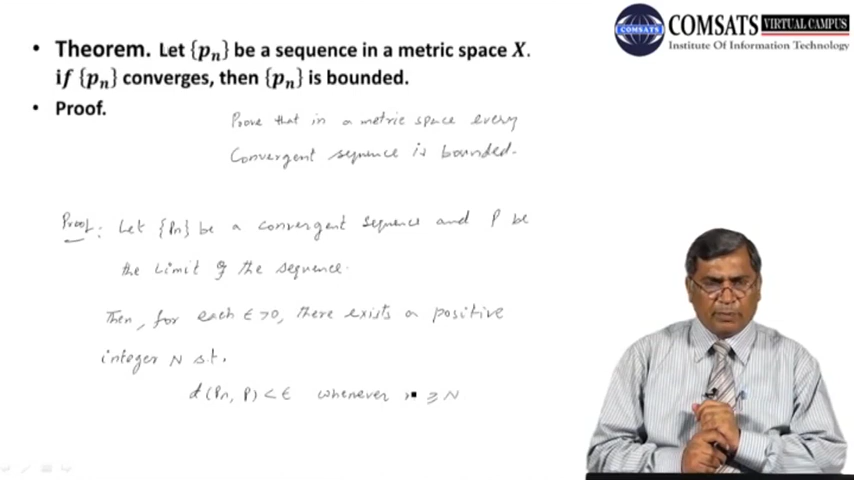 COMSATS VIRTUAL CAMPUS
Institute Of Information Technology
• Theorem. Let {pₙ} be a sequence in a metric space X.
if {pₙ} converges, then {pₙ} is bounded.
• Proof.
Prove that in a metric space every
Convergent sequence is bounded.
Proof: Let {Pn} be a convergent sequence and P be
the Limit of the sequence.
Then, for each ϵ > 0, there exists a positive
integer N s.t.
d(Pn, P) < ϵ whenever n ≥ N